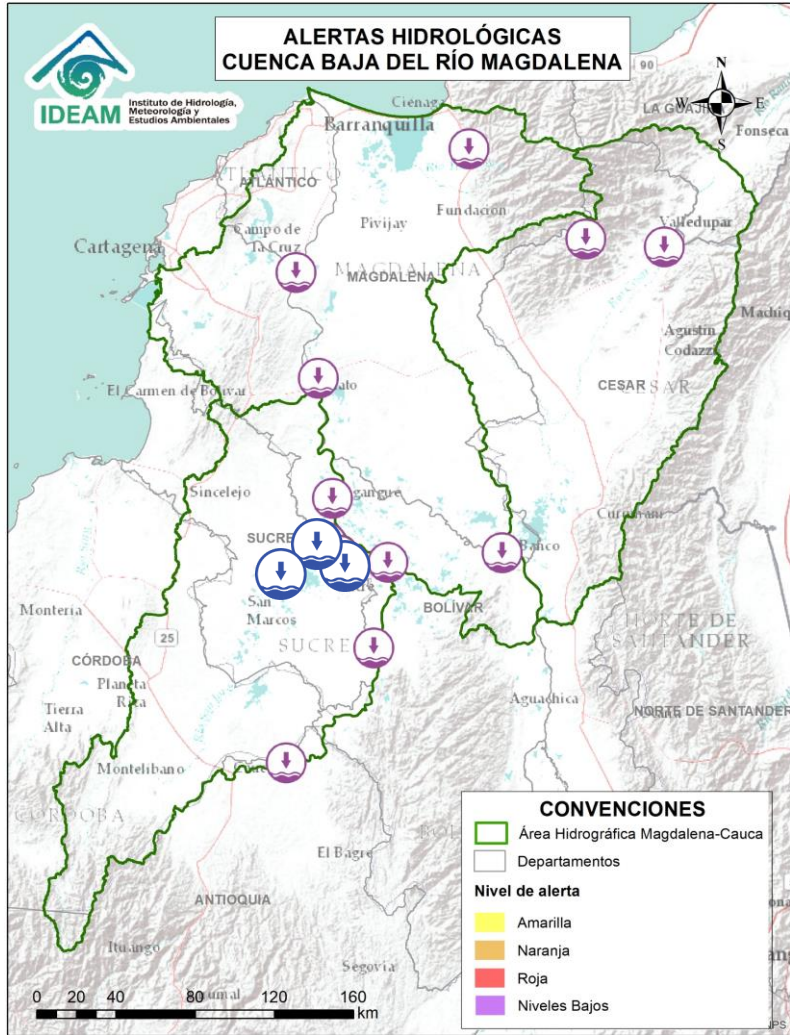 ALERTAS HIDROLÓGICAS
CUENCA BAJA DEL RÍO MAGDALENA
IDEAM
Instituto de Hidrología,
Meteorología y
Estudios Ambientales
N
W E
S
90
LA GUAJIRA
Fonseca
Ciénaga
Barranquilla
ATLÁNTICO
ATLÁNTICO
Fundación
Pivijay
Campo de
la Cruz
Cartagena
Valledupar
MAGDALENA
MAGDALENA
Agustín
Codazzi
CESAR
CESAR
El Carmen de Bolívar
Sincelejo
Curumaní
SUCRE
Banco
San
Marcos
BOLÍVAR
Montería
SUCRE
NORTE DE
SANTANDER
25
CÓRDOBA
Planeta
Rica
Tierra
Alta
Aguachica
NORTE DE SANTANDER
Montelibano
CÓRDOBA
El Bagre
ANTIOQUIA
Ituango
Segovia
CONVENCIONES
Área Hidrográfica Magdalena-Cauca
Departamentos
Nivel de alerta
Amarilla
Naranja
Roja
Niveles Bajos
0 20 40 80 120 160
km